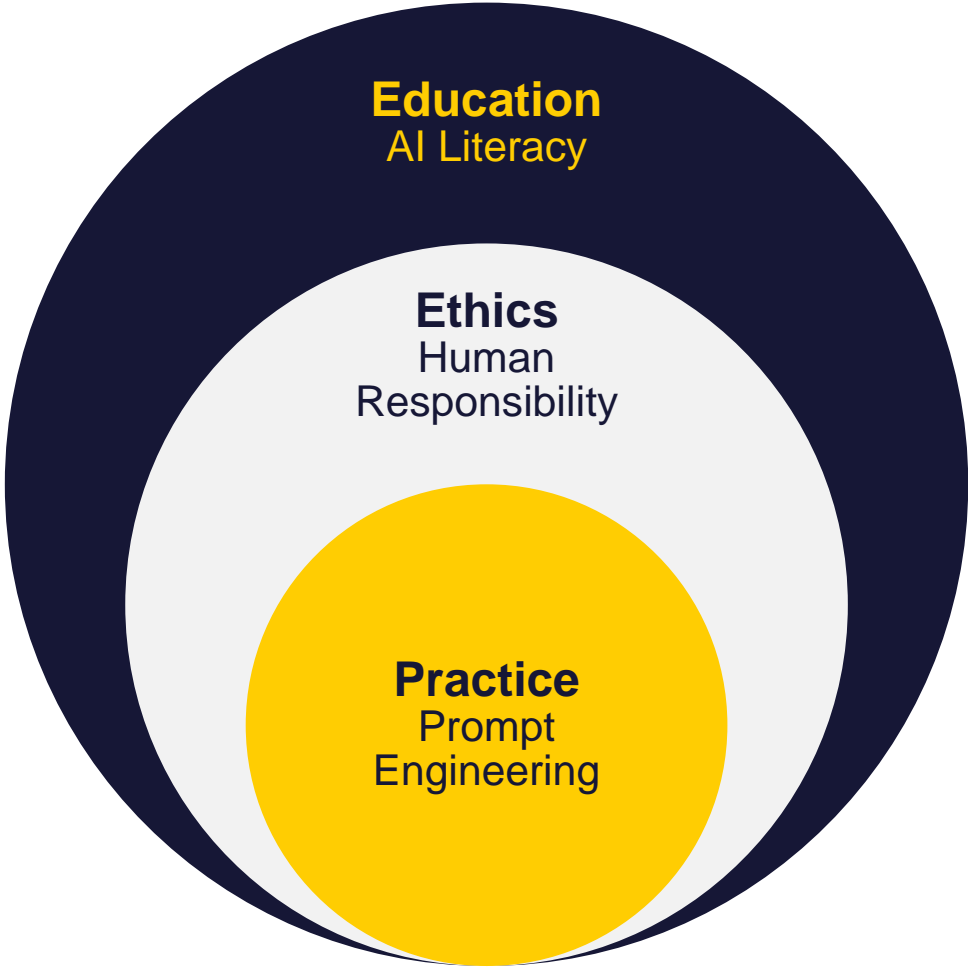 Education
AI Literacy
Ethics
Human
Responsibility
Practice
Prompt
Engineering